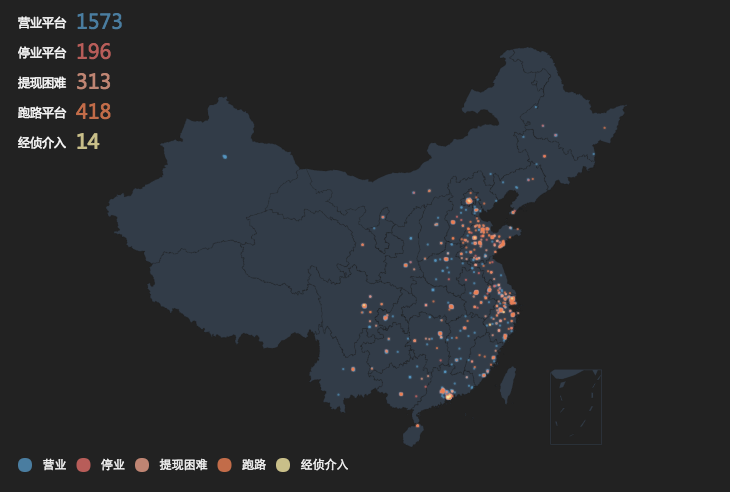 营业平台 1573
停业平台 196
提现困难 313
跑路平台 418
经侦介入 14
营业 停业 提现困难 跑路 经侦介入